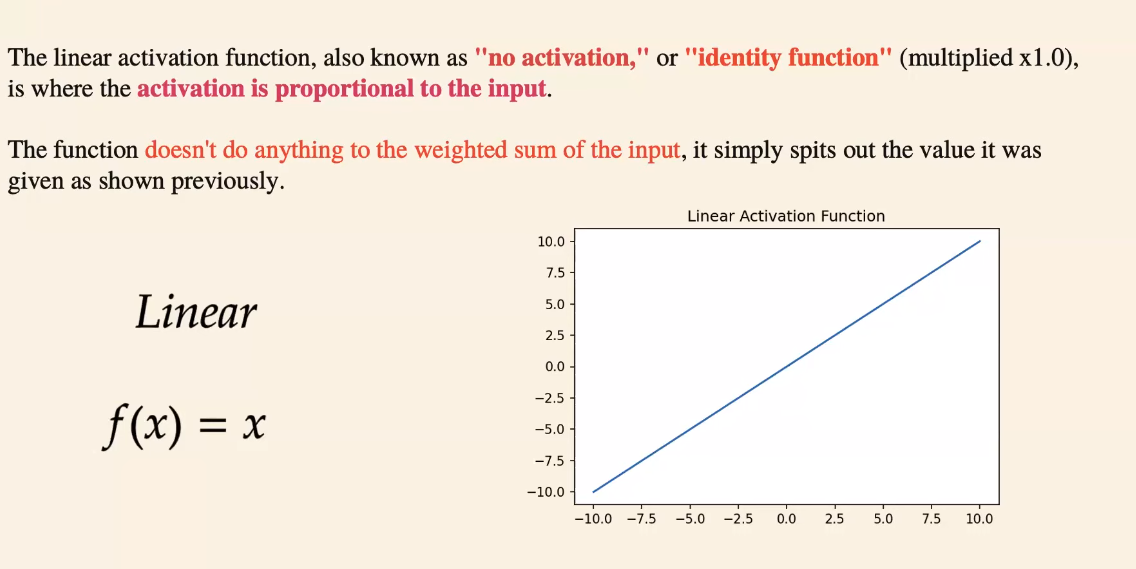 The linear activation function, also known as "no activation," or "identity function" (multiplied x1.0),
is where the activation is proportional to the input.
The function doesn't do anything to the weighted sum of the input, it simply spits out the value it was
given as shown previously.
Linear
f(x) = x
Linear Activation Function
10.0
7.5
5.0
2.5
0.0
−2.5
−5.0
−7.5
−10.0
−10.0 −7.5 −5.0 −2.5 0.0 2.5 5.0 7.5 10.0